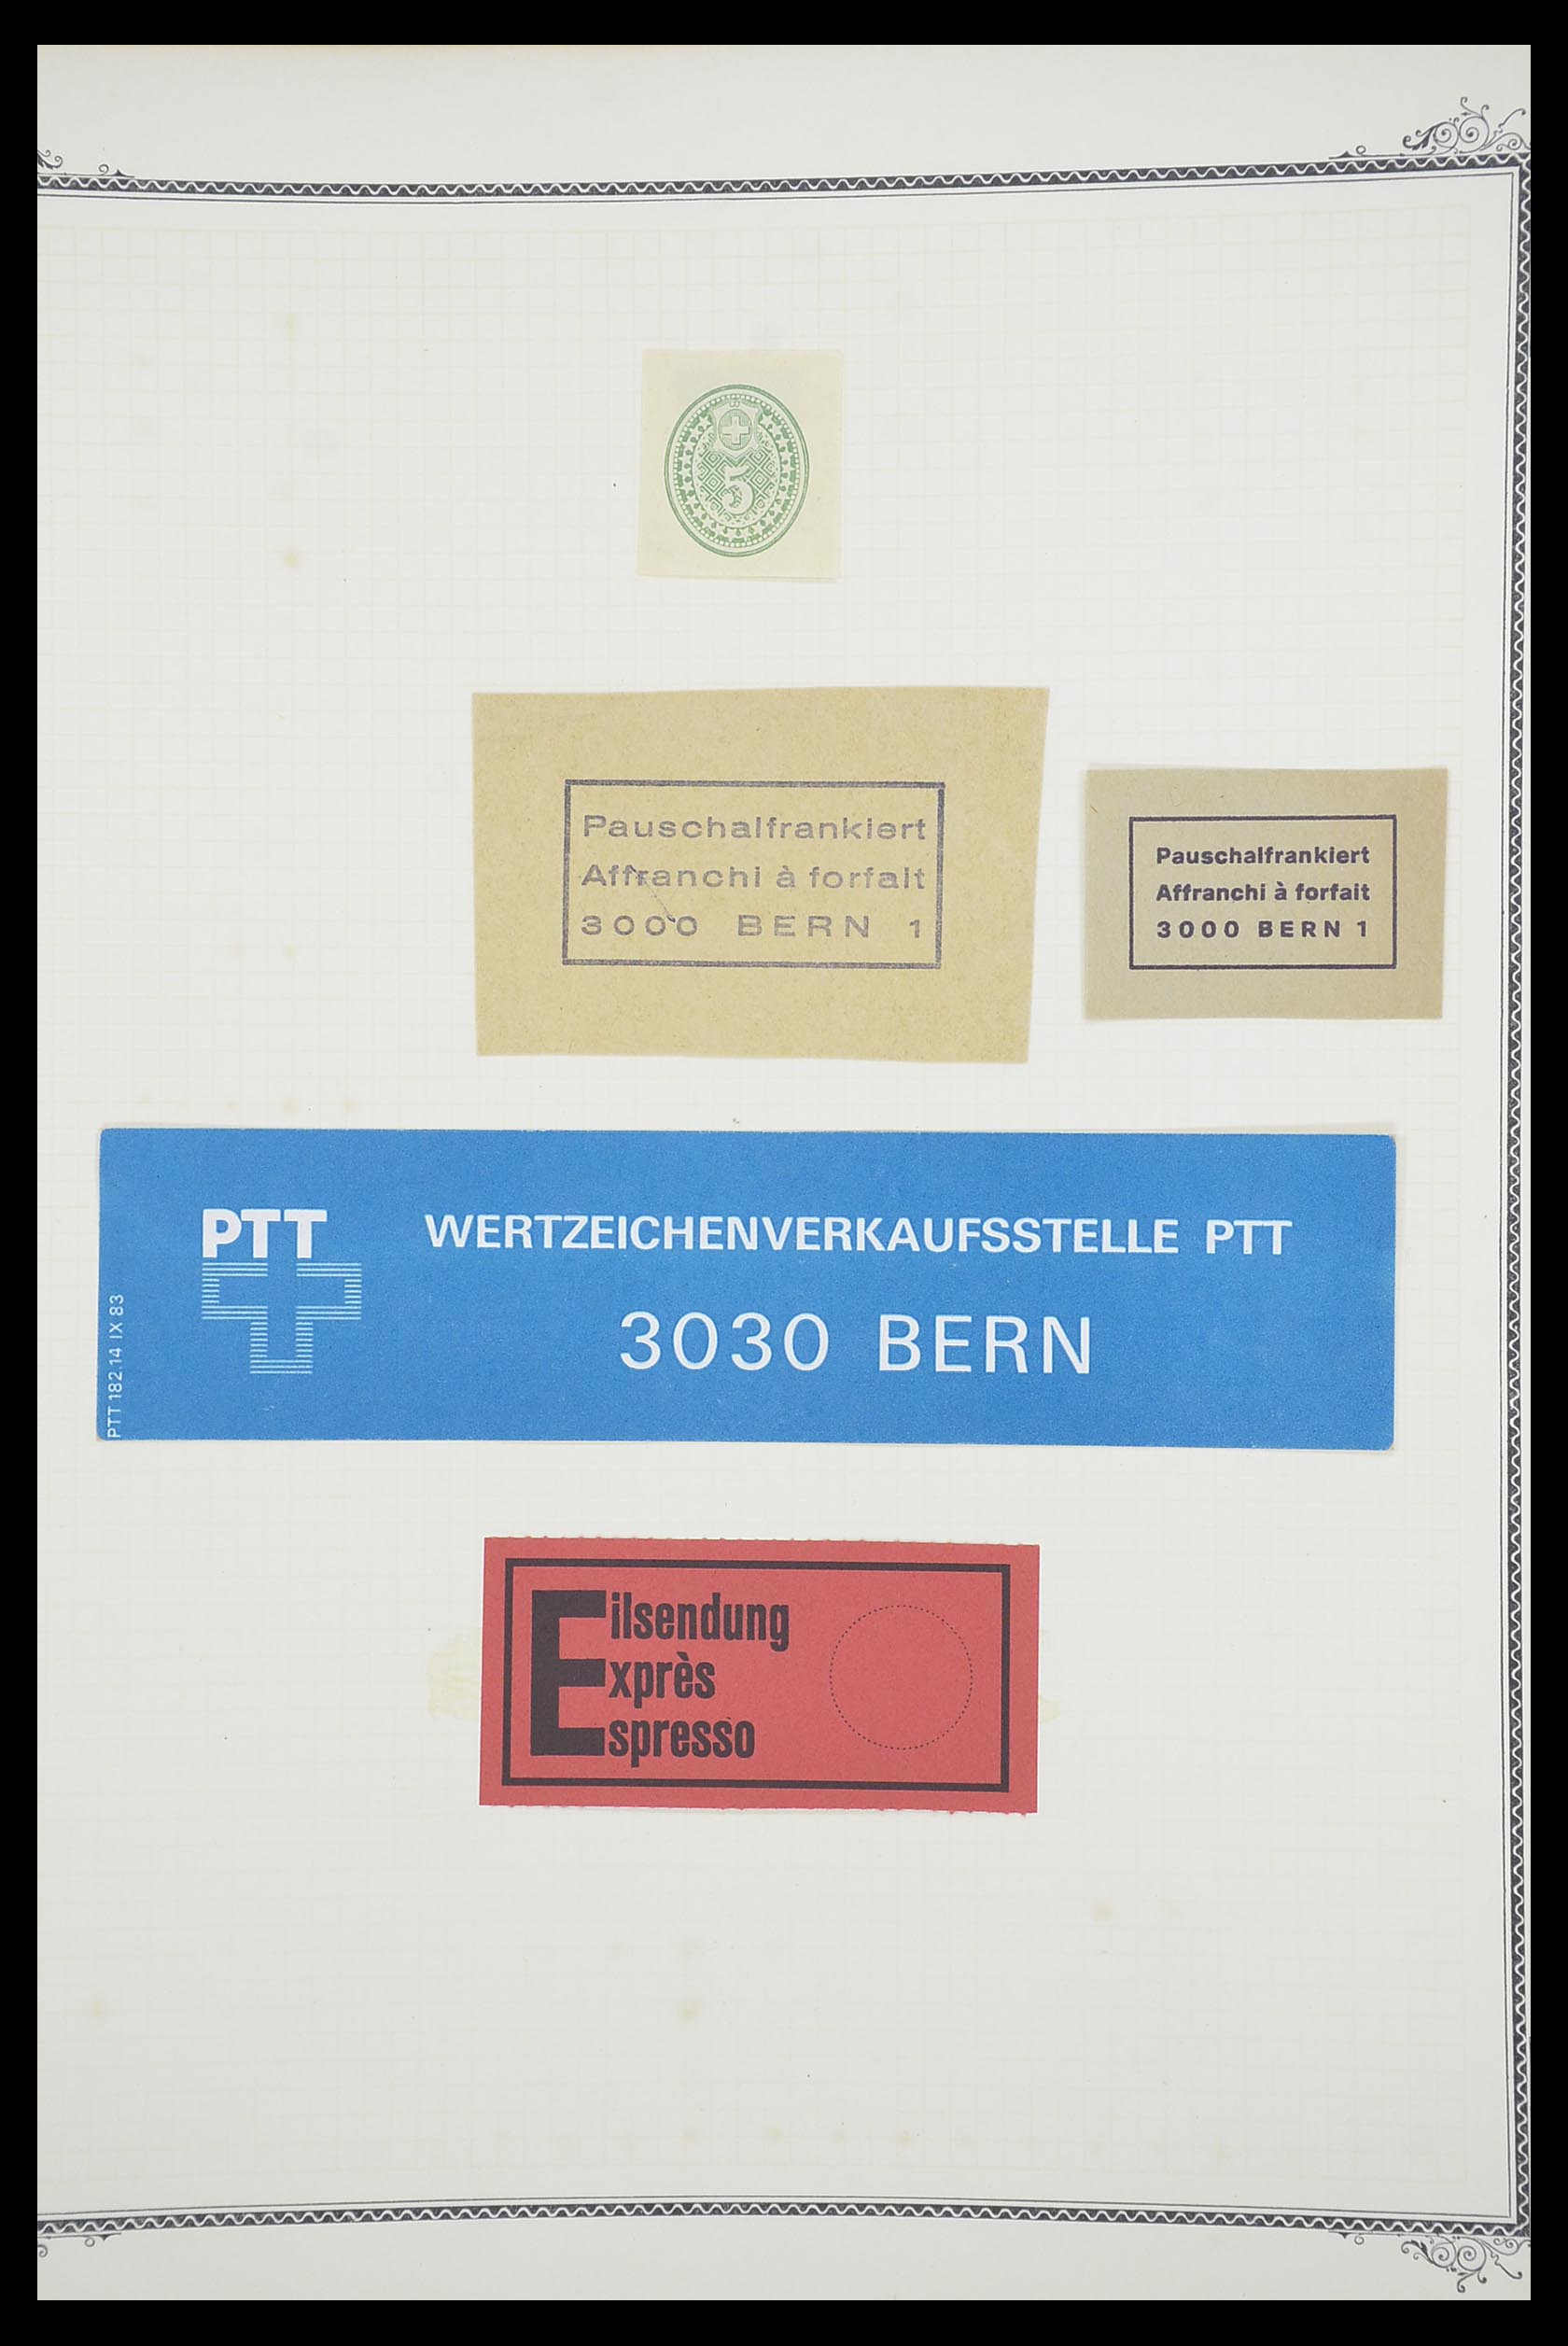 5
Pauschalfrankiert
Affranchi à forfait
3000 BERN 1
Pauschalfrankiert
Affranchi à forfait
3000 BERN 1
PTT
WERTZEICHENVERKAUFSSTELLE PTT
3030 BERN
PTT 182.14 IX 83
Eilsendung
Exprès
Espresso